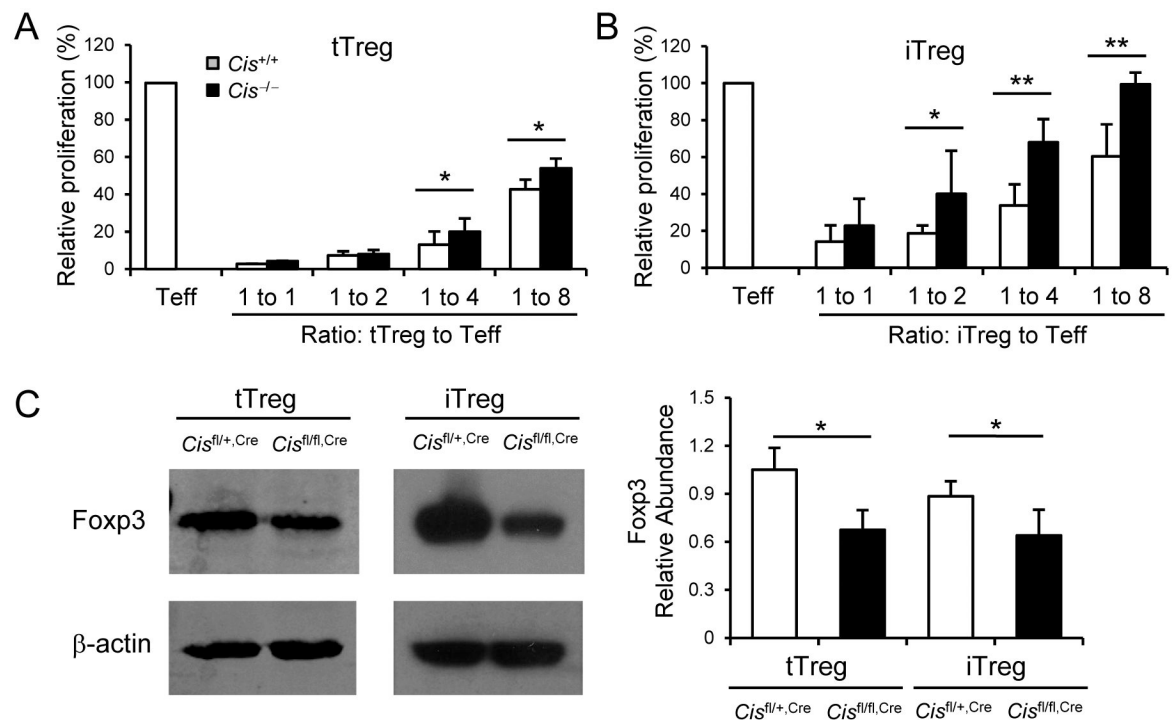 A
Relative proliferation (%)
tTreg
120
100
80
60
40
20
0
Cis+/+
Cis−/−
*
*
Teff
1 to 1
1 to 2
1 to 4
1 to 8
Ratio: tTreg to Teff
B
Relative proliferation (%)
iTreg
120
100
80
60
40
20
0
*
**
**
Teff
1 to 1
1 to 2
1 to 4
1 to 8
Ratio: iTreg to Teff
C
tTreg
iTreg
Cisfl/+,Cre
Cisfl/fl,Cre
Cisfl/+,Cre
Cisfl/fl,Cre
Foxp3
β-actin
Foxp3
Relative Abundance
1.5
1.2
0.9
0.6
0.3
0
*
*
tTreg
iTreg
Cisfl/+,Cre
Cisfl/fl,Cre
Cisfl/+,Cre
Cisfl/fl,Cre